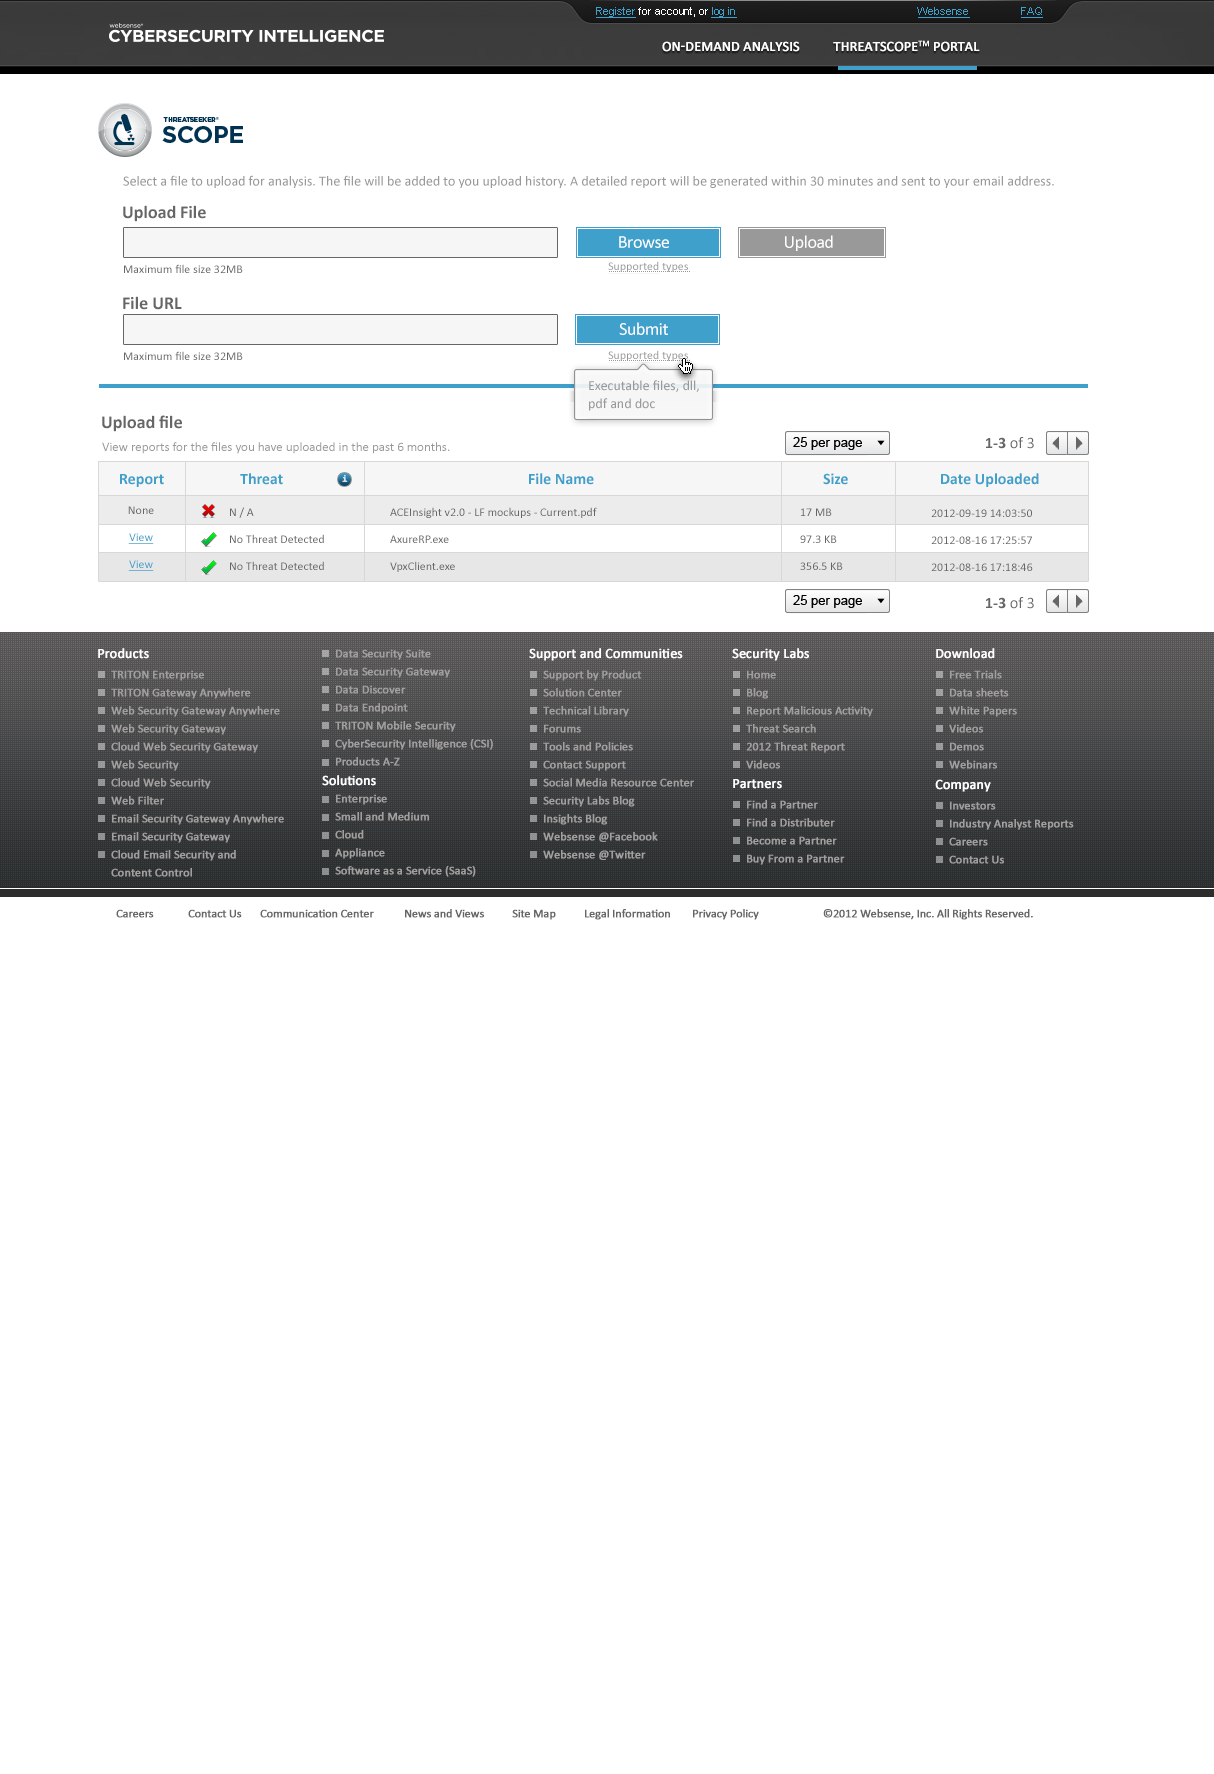 Register for account, or log in
Websense
FAQ
websense®
CYBERSECURITY INTELLIGENCE
ON-DEMAND ANALYSIS
THREATSCOPE™ PORTAL
THREATSEEKER®
SCOPE
Select a file to upload for analysis. The file will be added to you upload history. A detailed report will be generated within 30 minutes and sent to your email address.
Upload File
Browse
Upload
Maximum file size 32MB
Supported types
File URL
Submit
Maximum file size 32MB
Supported types
Executable files, dll,
pdf and doc
Upload file
View reports for the files you have uploaded in the past 6 months.
25 per page
1-3 of 3
Report Threat File Name Size Date Uploaded
None N / A ACEInsight v2.0 - LF mockups - Current.pdf 17 MB 2012-09-19 14:03:50
View No Threat Detected AxureRP.exe 97.3 KB 2012-08-16 17:25:57
View No Threat Detected VpxClient.exe 356.5 KB 2012-08-16 17:18:46
25 per page
1-3 of 3
Products
TRITON Enterprise
TRITON Gateway Anywhere
Web Security Gateway Anywhere
Web Security Gateway
Cloud Web Security Gateway
Web Security
Cloud Web Security
Web Filter
Email Security Gateway Anywhere
Email Security Gateway
Cloud Email Security and
Content Control
Data Security Suite
Data Security Gateway
Data Discover
Data Endpoint
TRITON Mobile Security
CyberSecurity Intelligence (CSI)
Products A-Z
Solutions
Enterprise
Small and Medium
Cloud
Appliance
Software as a Service (SaaS)
Support and Communities
Support by Product
Solution Center
Technical Library
Forums
Tools and Policies
Contact Support
Social Media Resource Center
Security Labs Blog
Insights Blog
Websense @Facebook
Websense @Twitter
Security Labs
Home
Blog
Report Malicious Activity
Threat Search
2012 Threat Report
Videos
Partners
Find a Partner
Find a Distributer
Become a Partner
Buy From a Partner
Download
Free Trials
Data sheets
White Papers
Videos
Demos
Webinars
Company
Investors
Industry Analyst Reports
Careers
Contact Us
Careers Contact Us Communication Center News and Views Site Map Legal Information Privacy Policy ©2012 Websense, Inc. All Rights Reserved.